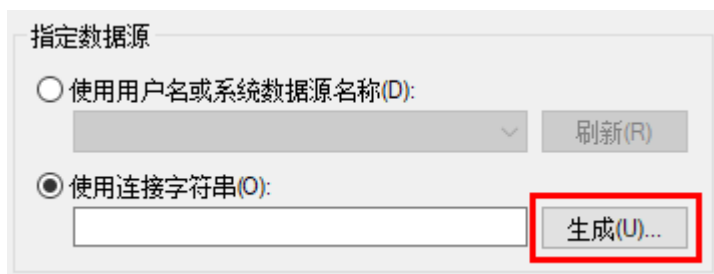 指定数据源
使用用户名或系统数据源名称(D):
刷新(R)
使用连接字符串(O):
生成(U)...